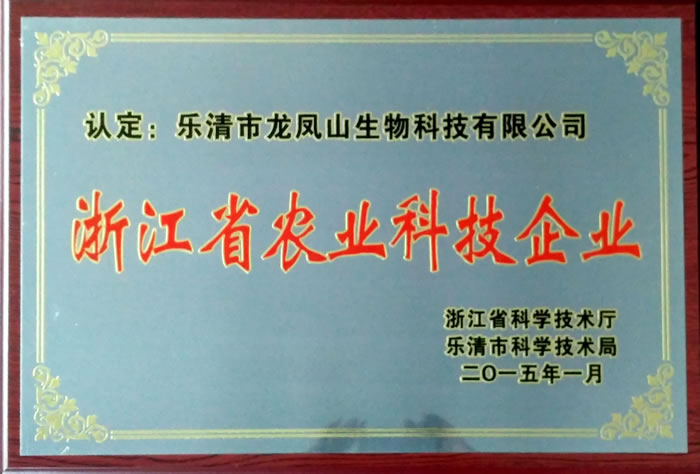 认定：乐清市龙凤山生物科技有限公司
浙江省农业科技企业
浙江省科学技术厅
乐清市科学技术局
二〇一五年一月